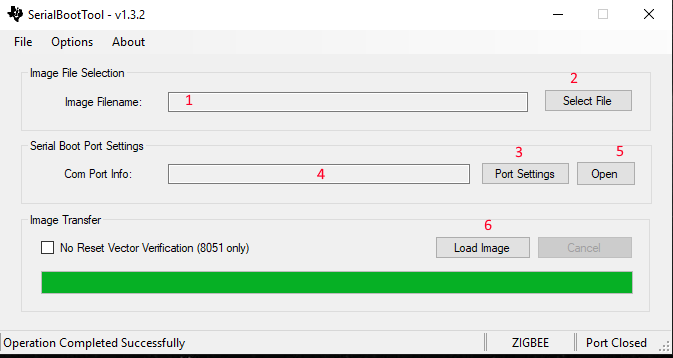 SerialBootTool - v1.3.2
File Options About
Image File Selection
2
Image Filename: 1 Select File
Serial Boot Port Settings
3 5
Com Port Info: 4 Port Settings Open
Image Transfer
6
No Reset Vector Verification (8051 only) Load Image Cancel
Operation Completed Successfully ZIGBEE Port Closed